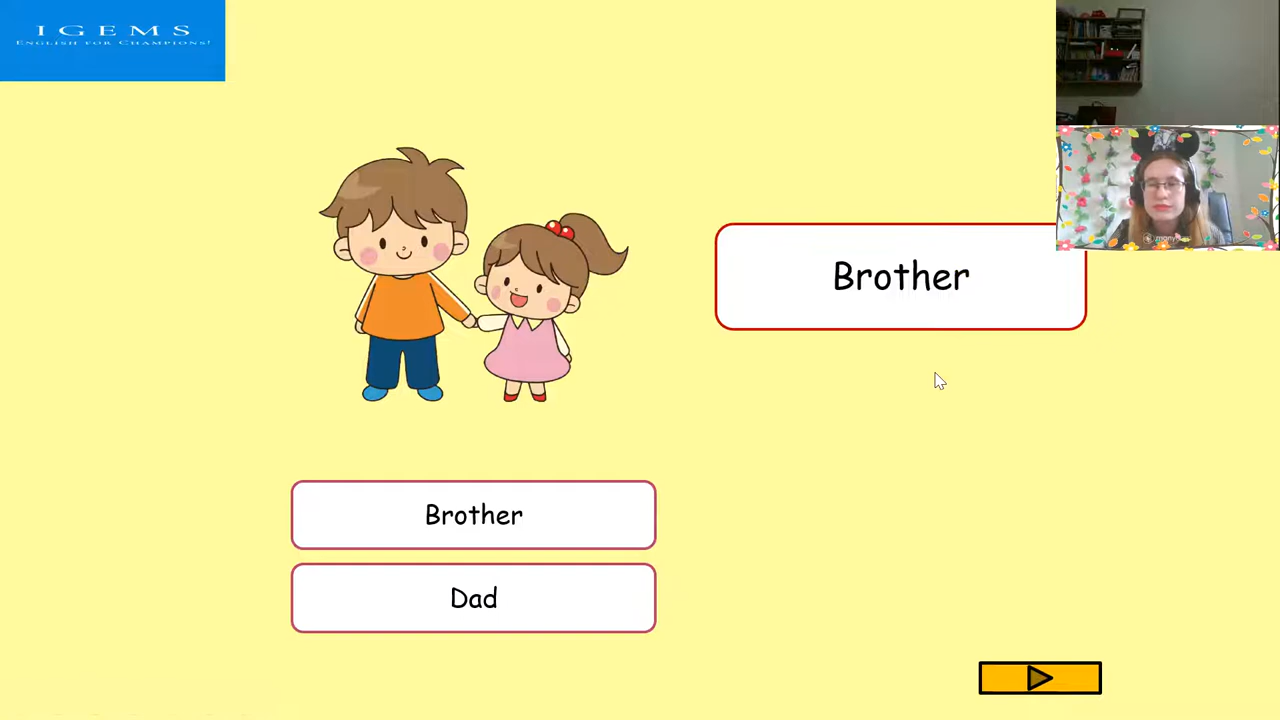 IGEMS
ENGLISH FOR CHAMPIONS!
Brother
Brother
Dad